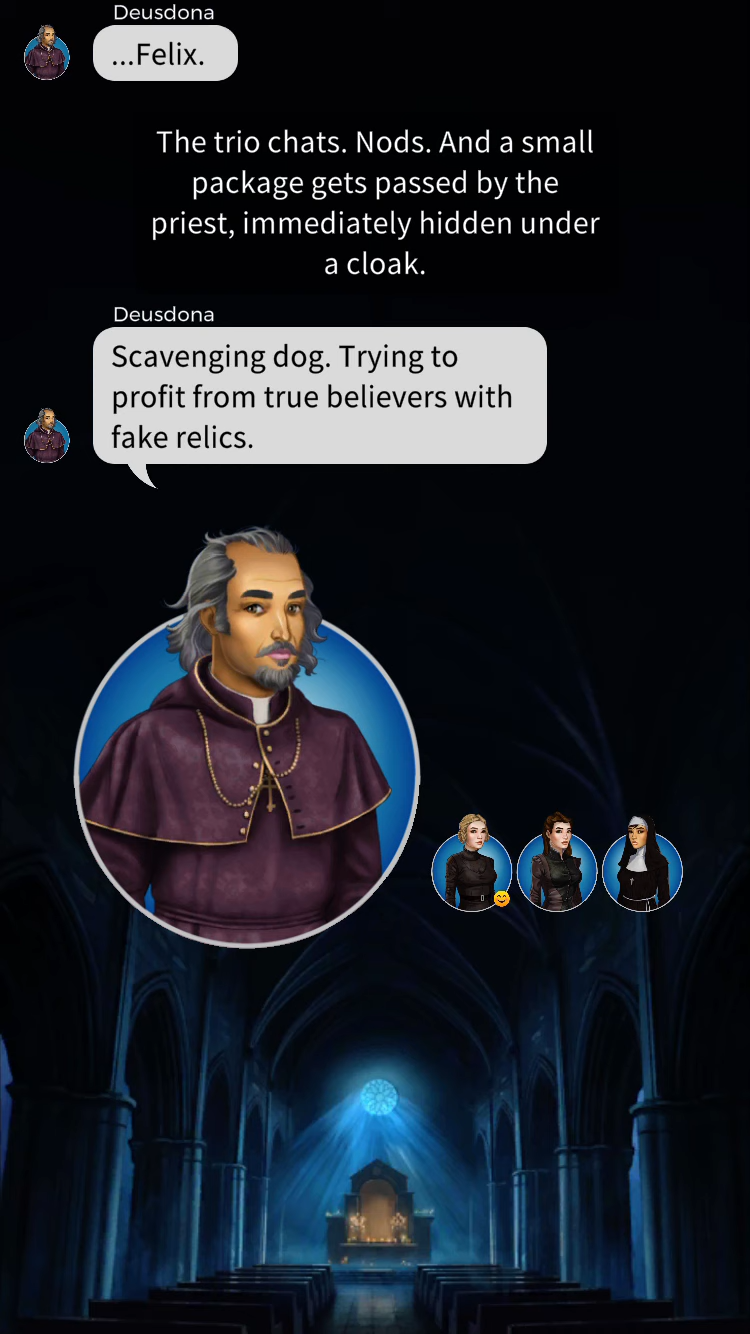 Deusdona
...Felix.
The trio chats. Nods. And a small
package gets passed by the
priest, immediately hidden under
a cloak.
Deusdona
Scavenging dog. Trying to
profit from true believers with
fake relics.